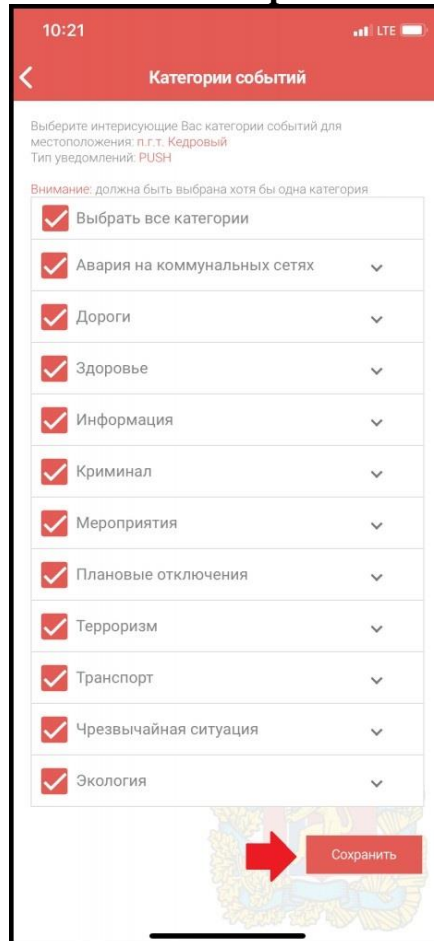 10:21
LTE
Категории событий
Выберите интерисующие Вас категории событий для
местоположения: п.г.т. Кедровый
Тип уведомлений: PUSH
Внимание: должна быть выбрана хотя бы одна категория
Выбрать все категории
Авария на коммунальных сетях
Дороги
Здоровье
Информация
Криминал
Мероприятия
Плановые отключения
Терроризм
Транспорт
Чрезвычайная ситуация
Экология
Сохранить